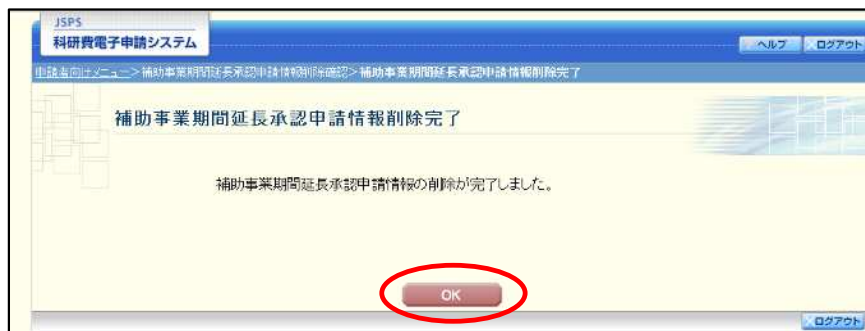 JSPS
科研費電子申請システム
ヘルプ ログアウト
申請者向けメニュー>補助事業期間延長承認申請情報削除確認>補助事業期間延長承認申請情報削除完了
補助事業期間延長承認申請情報削除完了
補助事業期間延長承認申請情報の削除が完了しました。
OK
ログアウト